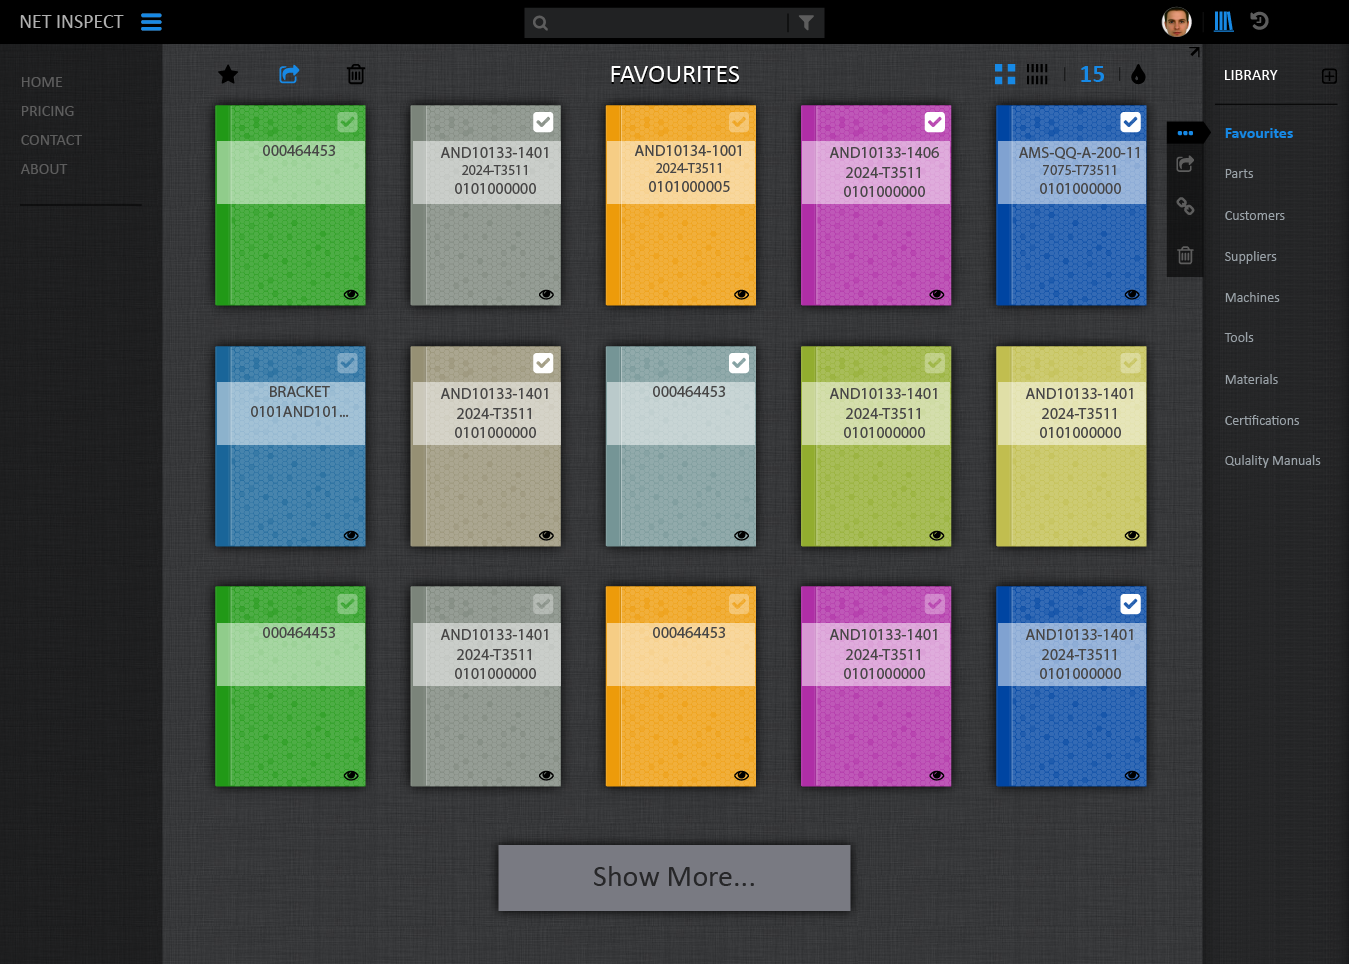 NET INSPECT
HOME
PRICING
CONTACT
ABOUT
FAVOURITES
15
000464453
AND10133-1401
2024-T3511
0101000000
AND10134-1001
2024-T3511
0101000005
AND10133-1406
2024-T3511
0101000000
AMS-QQ-A-200-11
7075-T73511
0101000000
BRACKET
0101AND101...
AND10133-1401
2024-T3511
0101000000
000464453
AND10133-1401
2024-T3511
0101000000
AND10133-1401
2024-T3511
0101000000
000464453
AND10133-1401
2024-T3511
0101000000
000464453
AND10133-1401
2024-T3511
0101000000
AND10133-1401
2024-T3511
0101000000
Show More...
LIBRARY
Favourites
Parts
Customers
Suppliers
Machines
Tools
Materials
Certifications
Qulality Manuals